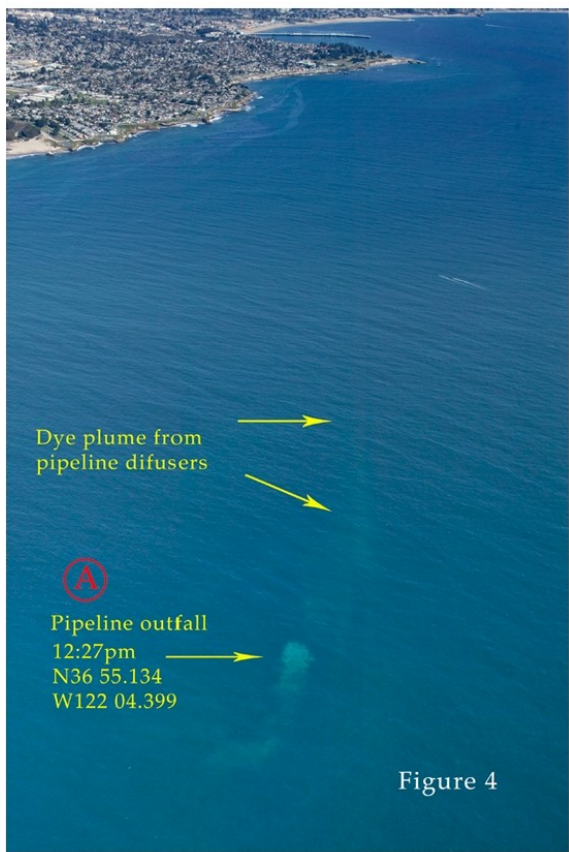 Dye plume from
pipeline difusers
A
Pipeline outfall
12:27pm
N36 55.134
W122 04.399
Figure 4